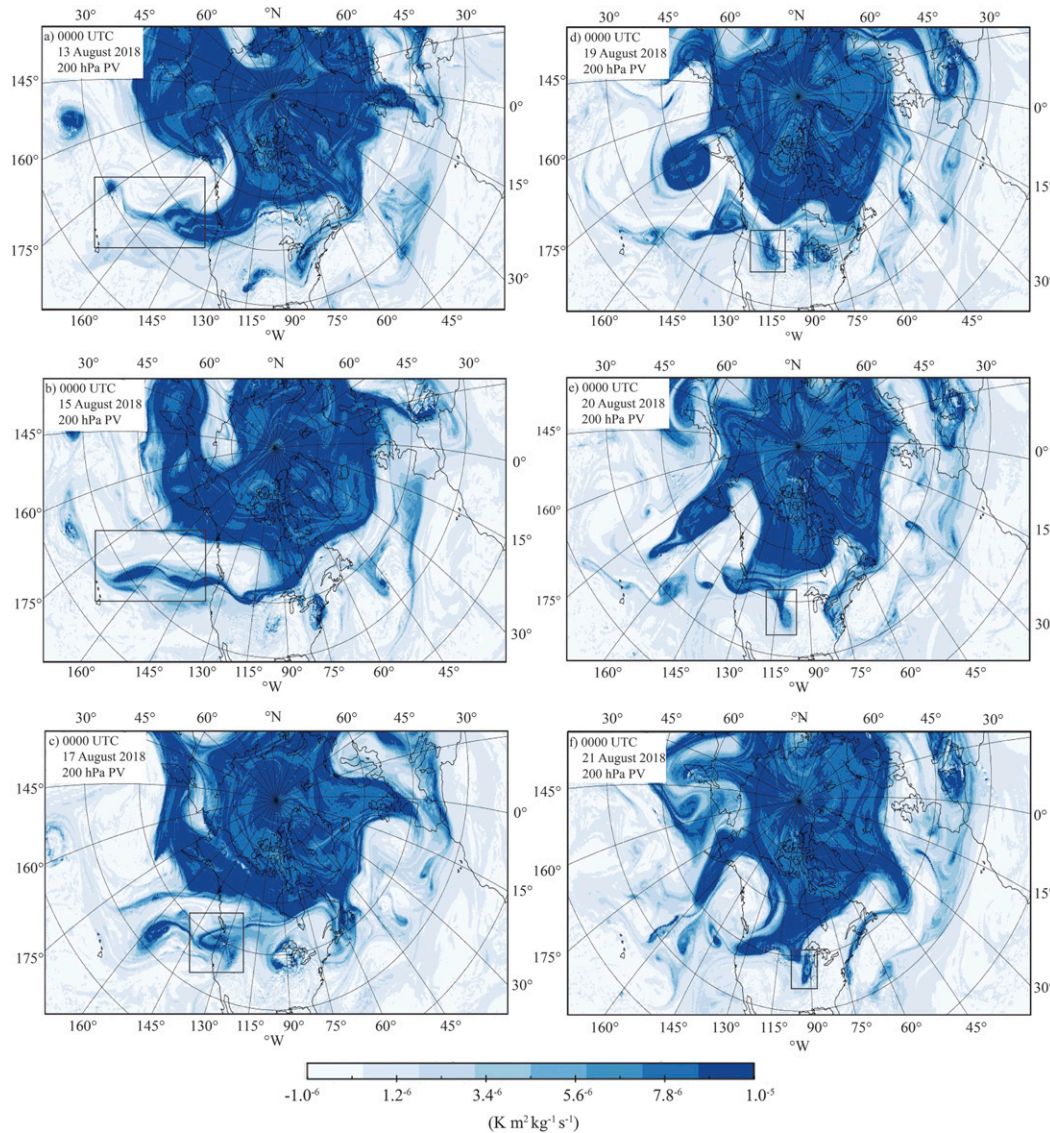 30° 45° 60° °N 60° 45° 30°
a) 0000 UTC
13 August 2018
200 hPa PV
145°
160°
175°
0°
15°
30°
160° 145° 130° 115° 90° 75° 60° 45°
°W
30° 45° 60° °N 60° 45° 30°
b) 0000 UTC
15 August 2018
200 hPa PV
145°
160°
175°
0°
15°
30°
160° 145° 130° 115° 90° 75° 60° 45°
°W
30° 45° 60° °N 60° 45° 30°
c) 0000 UTC
17 August 2018
200 hPa PV
145°
160°
175°
0°
15°
30°
160° 145° 130° 115° 90° 75° 60° 45°
°W
30° 45° 60° °N 60° 45° 30°
d) 0000 UTC
19 August 2018
200 hPa PV
145°
160°
175°
0°
15°
30°
160° 145° 130° 115° 90° 75° 60° 45°
°W
30° 45° 60° °N 60° 45° 30°
e) 0000 UTC
20 August 2018
200 hPa PV
145°
160°
175°
0°
15°
30
160° 145° 130° 115° 90° 75° 60° 45°
°W
30° 45° 60° °N 60° 45° 30°
f) 0000 UTC
21 August 2018
200 hPa PV
145°
160°
175°
0°
15°
30°
160° 145° 130° 115° 90° 75° 60° 45°
°W
-1.0⁻⁶ 1.2⁻⁶ 3.4⁻⁶ 5.6⁻⁶ 7.8⁻⁶ 1.0⁻⁵
(K m² kg⁻¹ s⁻¹)